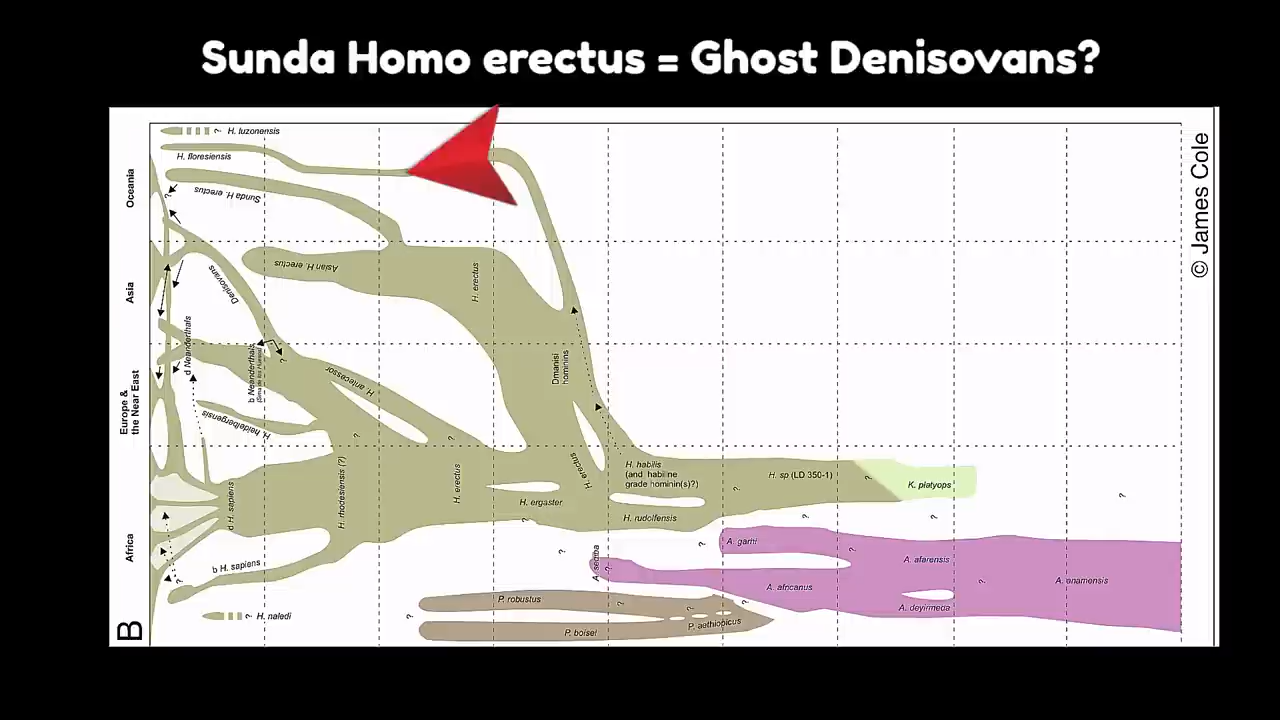 Sunda Homo erectus = Ghost Denisovans?
© James Cole
B
Oceania
Asia
Europe &
the Near East
Africa
? H. luzonensis
H. floresiensis
Sunda H. erectus
?
Asian H. erectus
H. erectus
Denisovans
d Neanderthals
b Neanderthals
?
H. antecessor
Dmanisi
hominins
H. heidelbergensis
?
?
H. erectus
H. erectus
H. rhodesiensis (?)
d H. sapiens
H. habilis
(and habiline
grade hominin(s)?)
H. sp (LD 350-1)
?
K. platyops
?
?
H. ergaster
H. rudolfensis
?
?
?
?
A. garhi
?
?
A. sediba
?
A. afarensis
A. africanus
?
A. anamensis
A. deyiremeda
b H. sapiens
?
? H. naledi
?
P. robustus
?
?
?
P. boisei
P. aethiopicus